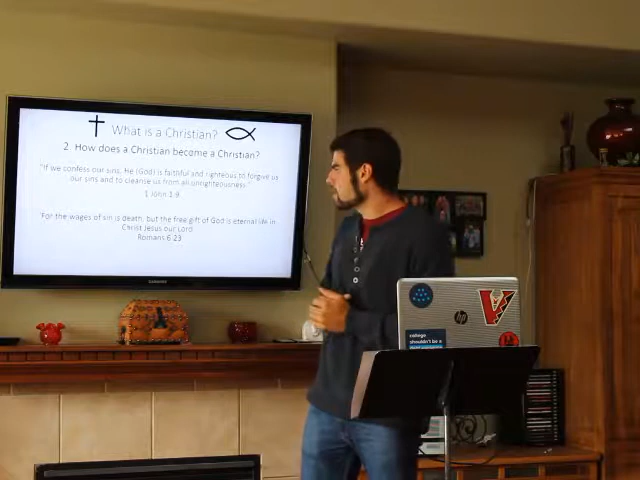 What is a Christian?
2. How does a Christian become a Christian?
"If we confess our sins, He (God) is faithful and righteous to forgive us
our sins and to cleanse us from all unrighteousness."
1 John 1:9
For the wages of sin is death, but the free gift of God is eternal life in
Christ Jesus our Lord
Romans 6:23
hp
V
college
shouldn't be a